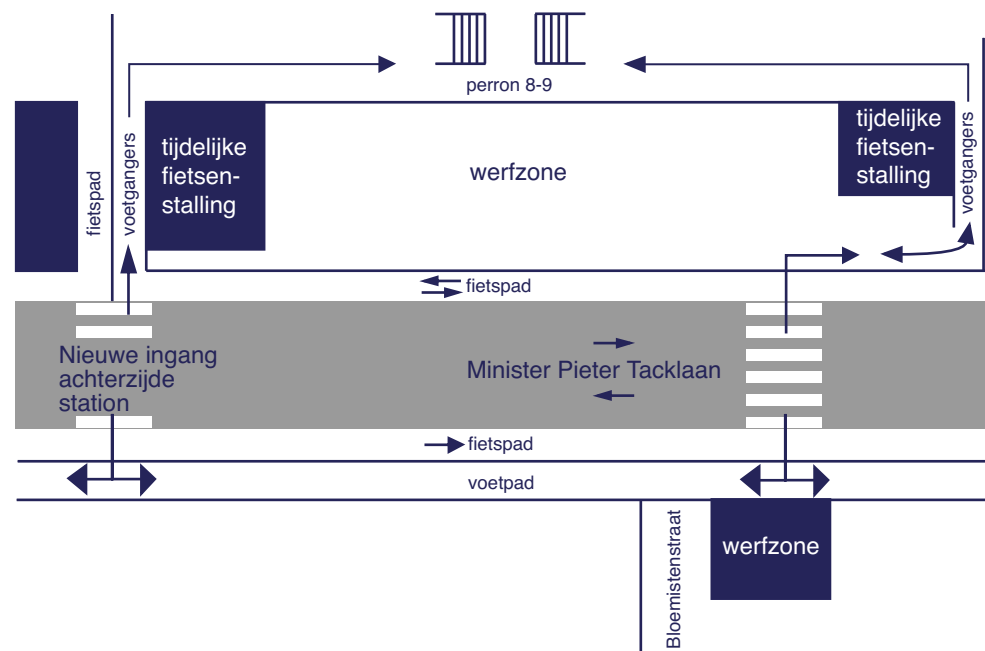 perron 8-9
fietspad
voetgangers
tijdelijke
fietsen-
stalling
werfzone
tijdelijke
fietsen-
stalling
voetgangers
fietspad
Nieuwe ingang
achterzijde
station
Minister Pieter Tacklaan
fietspad
voetpad
Bloemistenstraat
werfzone